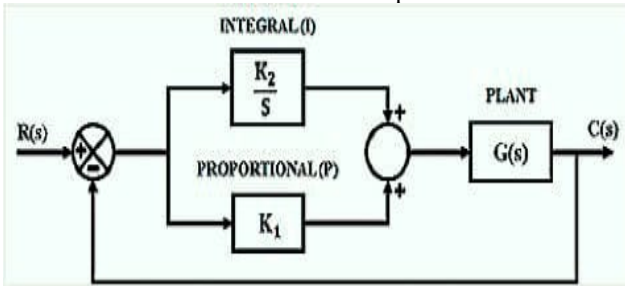 INTEGRAL (I)
K₂
S
PLANT
R(s)
C(s)
+
+
−
G(s)
PROPORTIONAL (P)
+
K₁